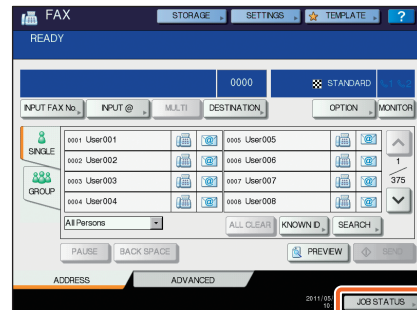 FAX STORAGE SETTINGS TEMPLATE ?
READY
0000 STANDARD
INPUT FAX No. INPUT @ MULTI DESTINATION OPTION MONITOR
SINGLE
GROUP
0001 User001 0005 User005
0002 User002 0006 User006
0003 User003 0007 User007
0004 User004 0008 User008
1
375
All Persons ALL CLEAR KNOWN ID SEARCH
PAUSE BACK SPACE PREVIEW SEND
ADDRESS ADVANCED
2011/05/
10:
JOB STATUS